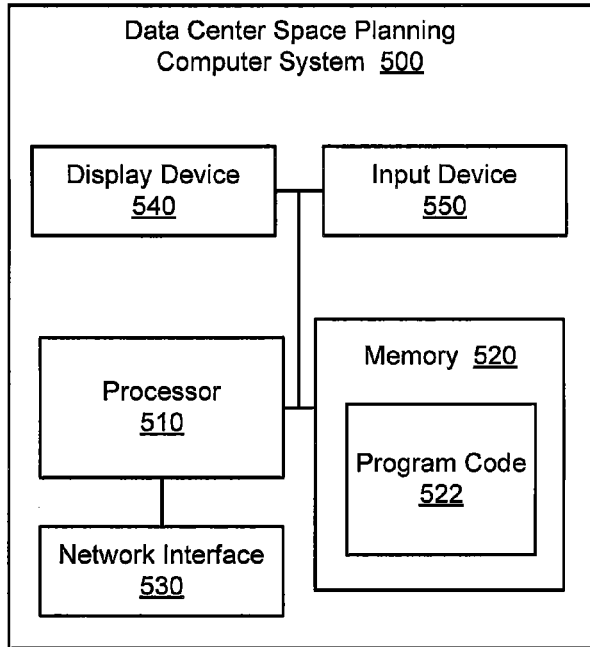 Data Center Space Planning
Computer System 500
Display Device
540
Input Device
550
Processor
510
Memory 520
Program Code
522
Network Interface
530